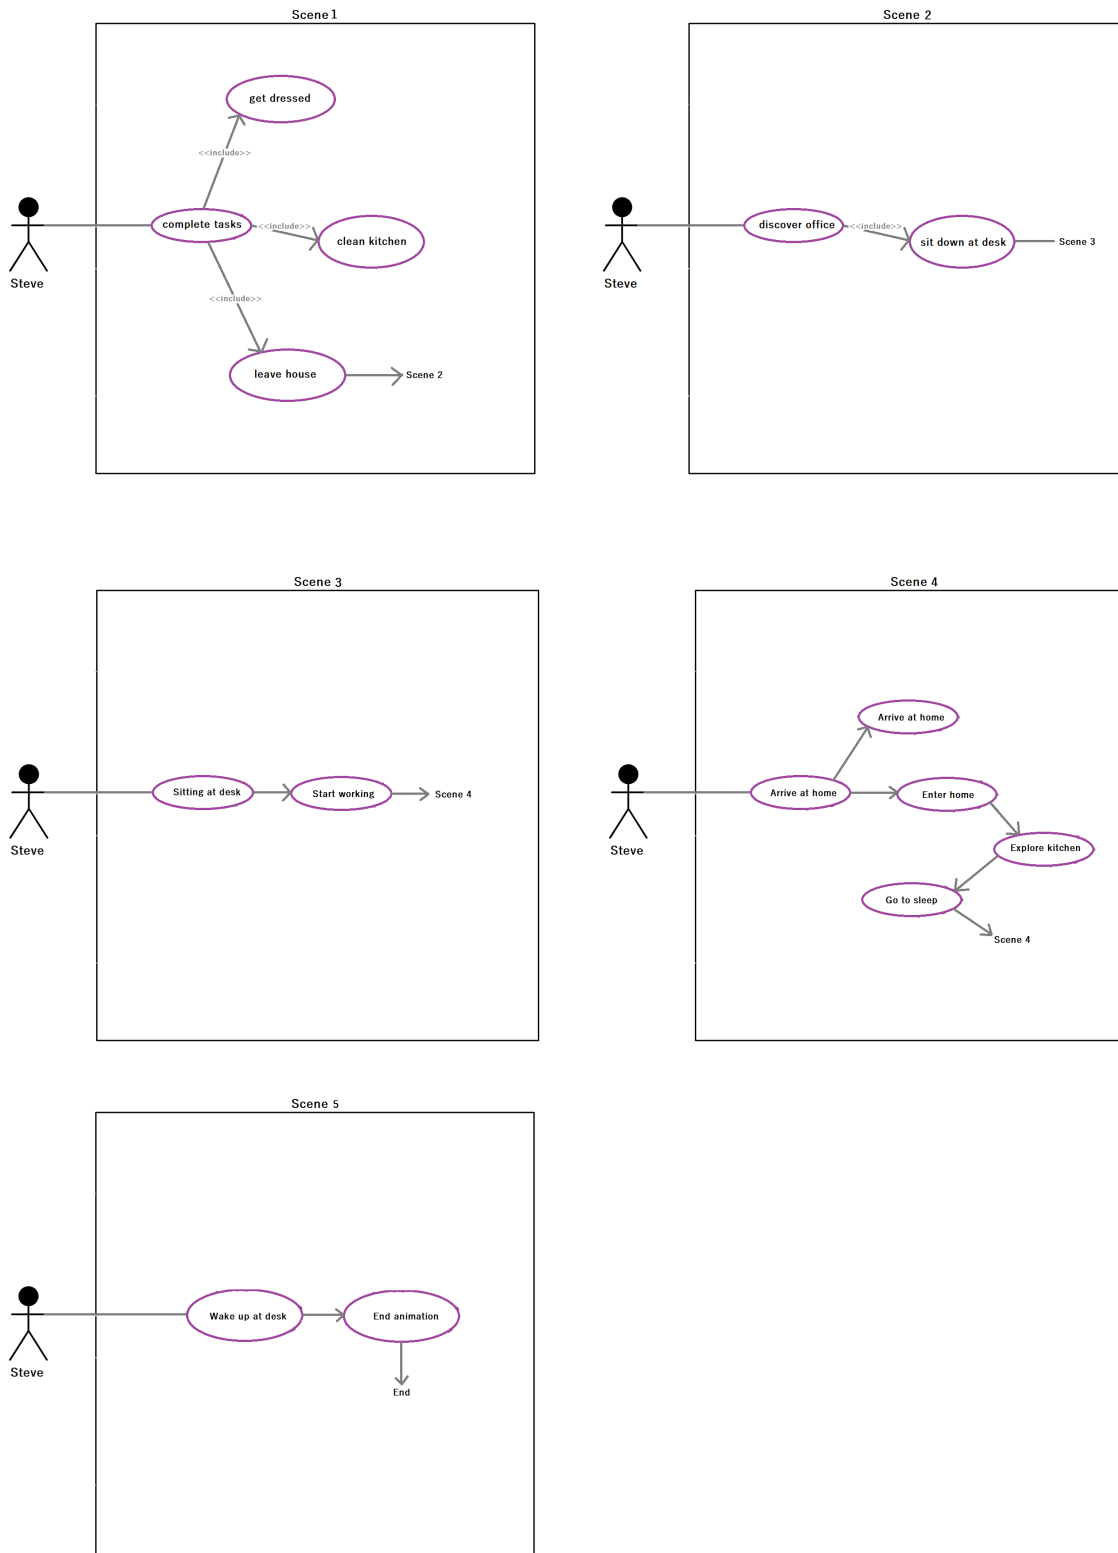 Scene 1
get dressed
<<include>>
complete tasks
<<include>>
clean kitchen
Steve
<<include>>
leave house
Scene 2
Scene 2
discover office
<<include>>
sit down at desk
Scene 3
Steve
Scene 3
Sitting at desk
Start working
Scene 4
Steve
Scene 4
Arrive at home
Arrive at home
Enter home
Explore kitchen
Steve
Go to sleep
Scene 4
Scene 5
Wake up at desk
End animation
Steve
End